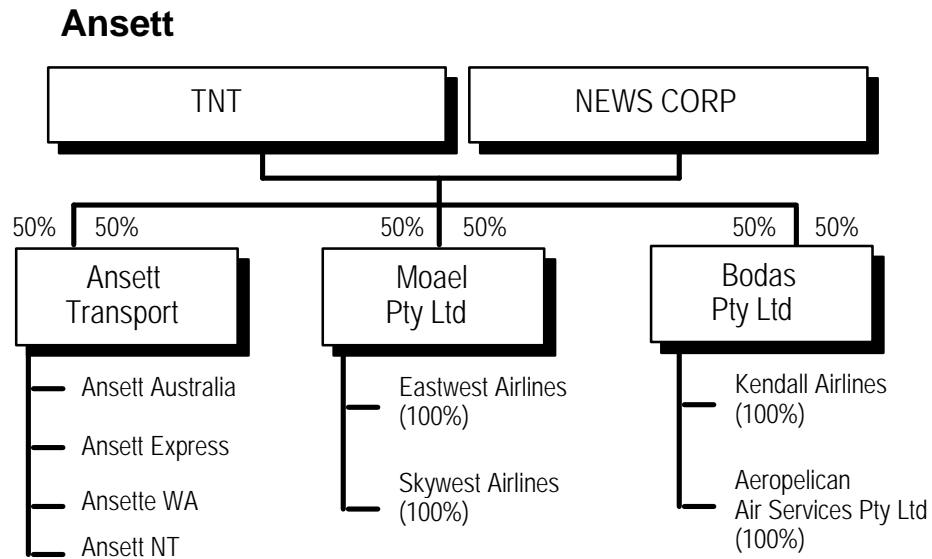 Ansett
TNT
NEWS CORP
50% 50%
50% 50%
50% 50%
Ansett
Transport
Ansett Australia
Ansett Express
Ansette WA
Ansett NT
Moael
Pty Ltd
Eastwest Airlines
(100%)
Skywest Airlines
(100%)
Bodas
Pty Ltd
Kendall Airlines
(100%)
Aeropelican
Air Services Pty Ltd
(100%)